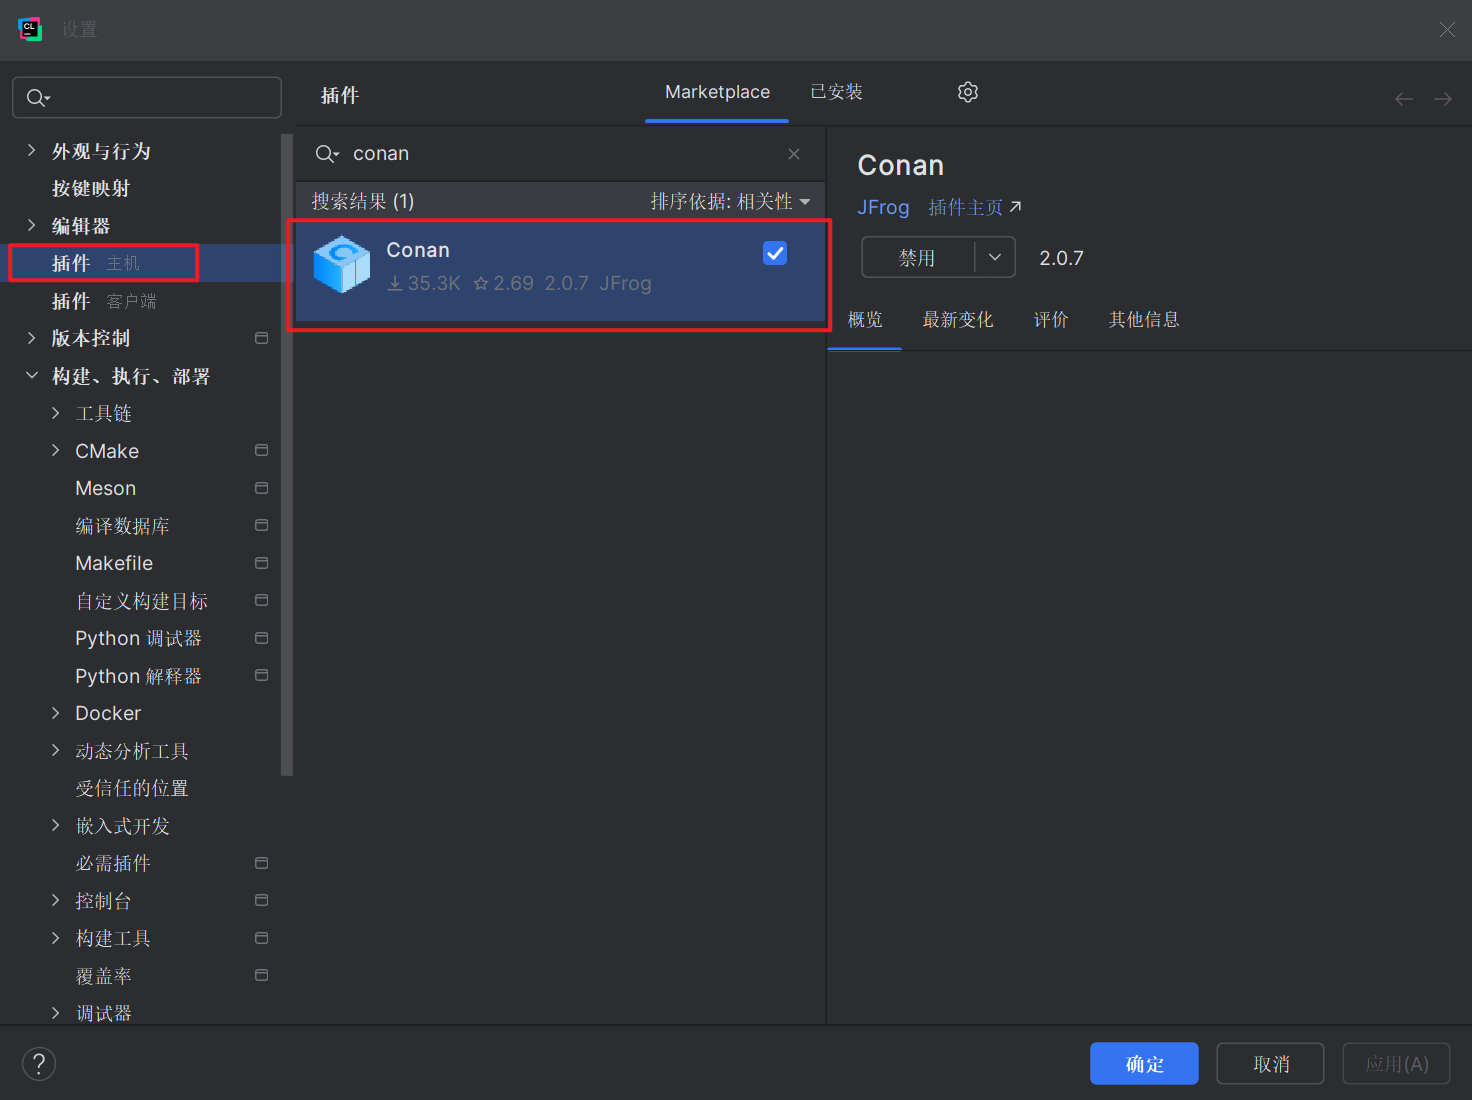 CL
设置
插件
Marketplace
已安装
外观与行为
按键映射
编辑器
插件 主机
插件 客户端
版本控制
构建、执行、部署
工具链
CMake
Meson
编译数据库
Makefile
自定义构建目标
Python 调试器
Python 解释器
Docker
动态分析工具
受信任的位置
嵌入式开发
必需插件
控制台
构建工具
覆盖率
调试器
conan
搜索结果 (1)
排序依据: 相关性
Conan
35.3K 2.69 2.0.7 JFrog
Conan
JFrog 插件主页
禁用 2.0.7
概览 最新变化 评价 其他信息
?
确定 取消 应用(A)